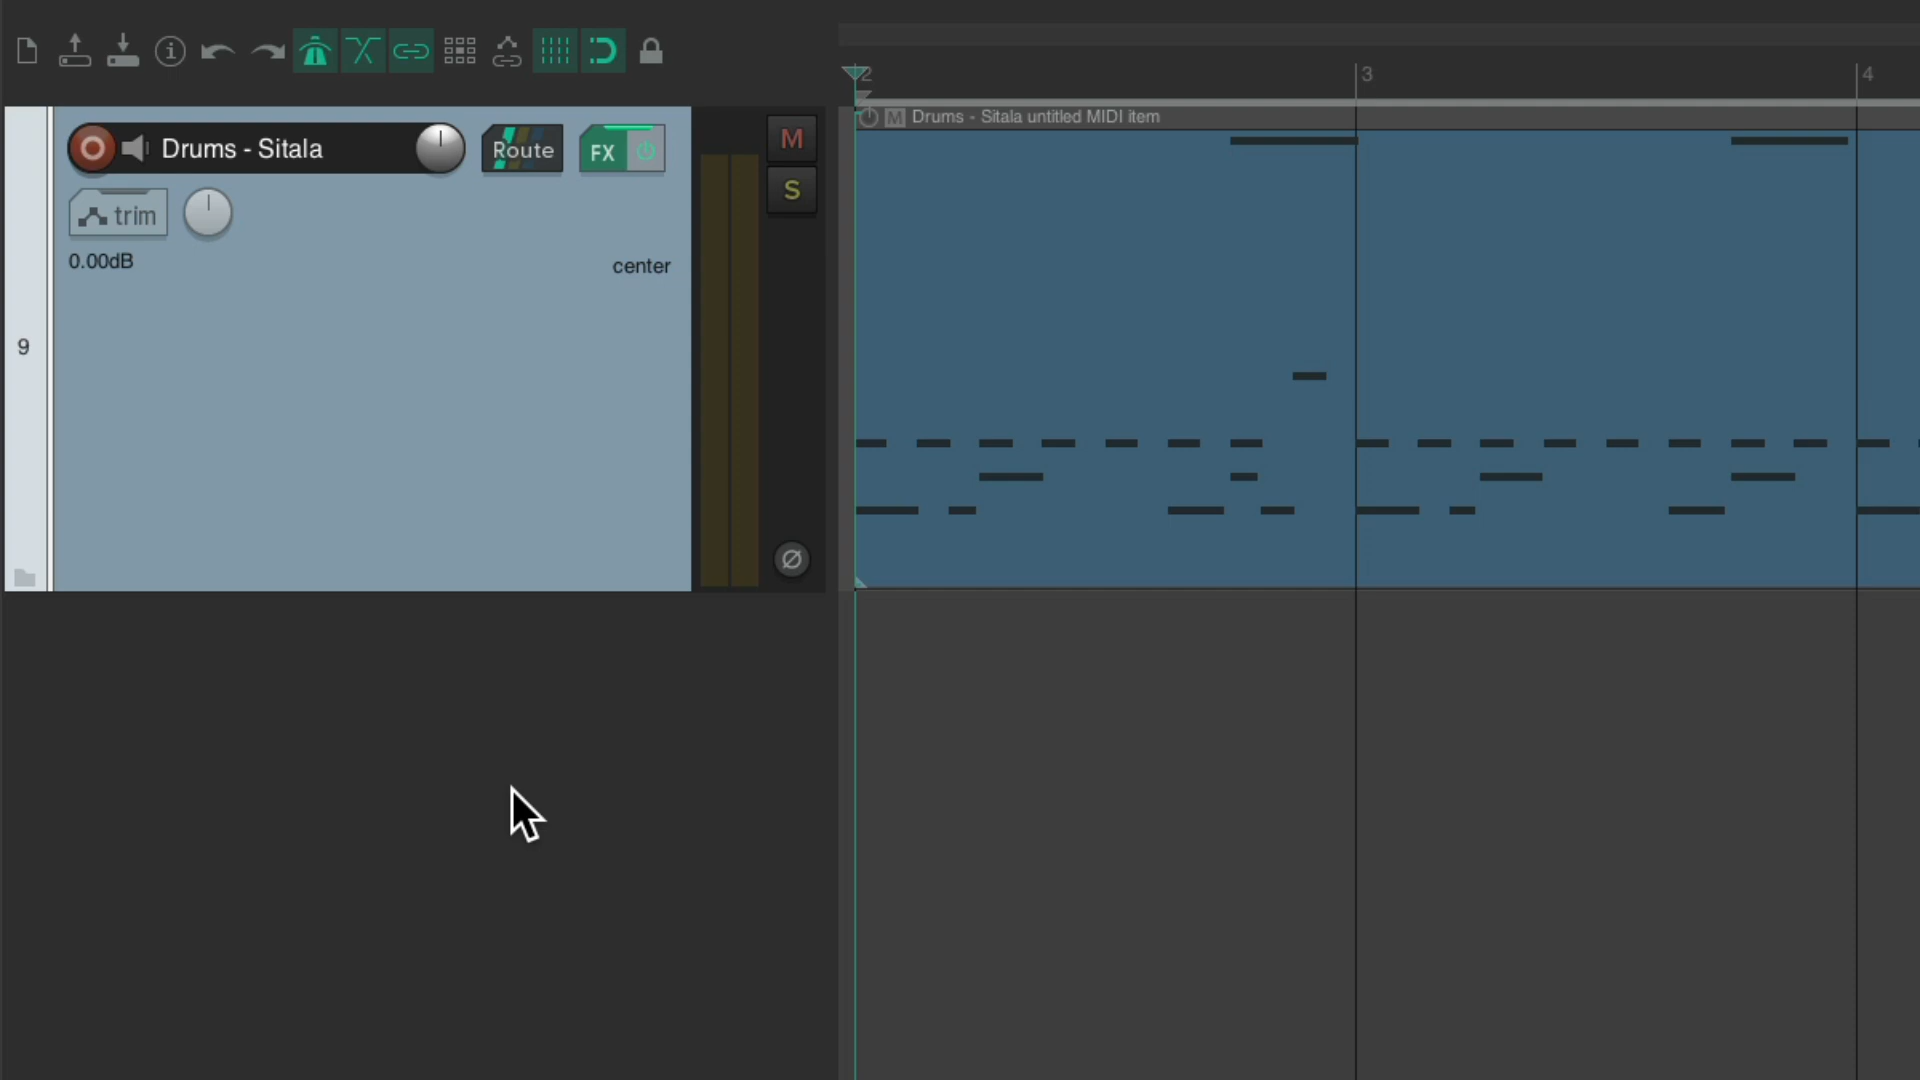 2
3
4
M Drums - Sitala untitled MIDI item
Drums - Sitala
Route
FX
M
S
trim
0.00dB
center
9